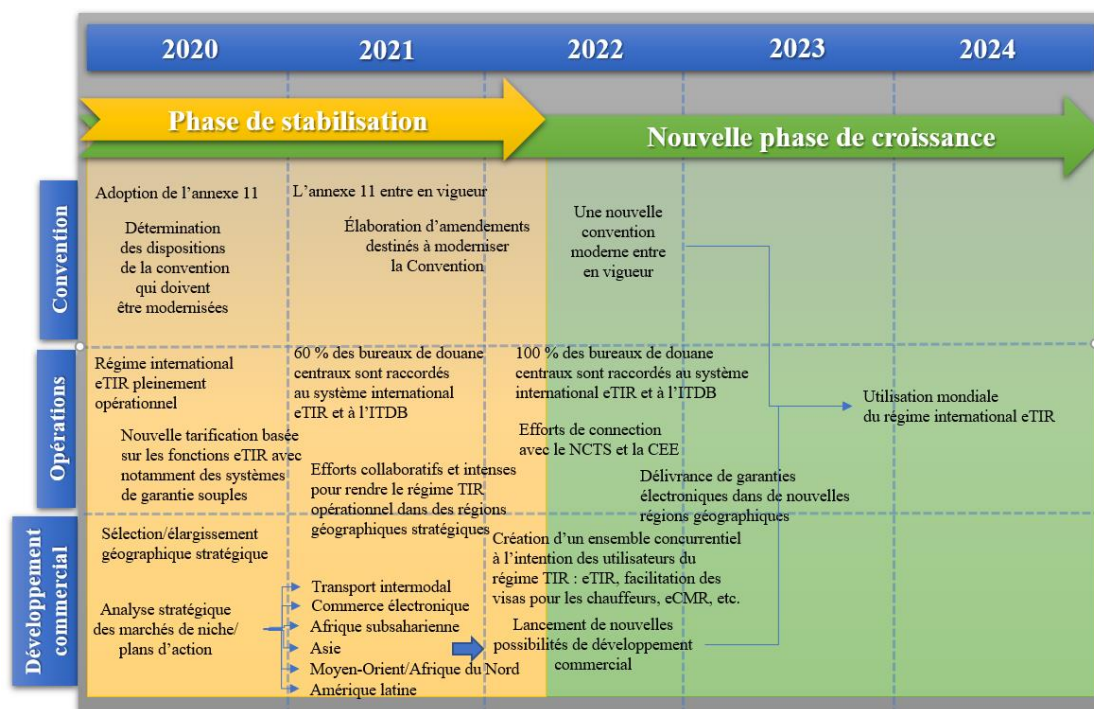 2020
2021
2022
2023
2024
Phase de stabilisation
Nouvelle phase de croissance
Convention
Adoption de l’annexe 11
Détermination
des dispositions
de la convention
qui doivent
être modernisées
L’annexe 11 entre en vigueur
Élaboration d’amendements
destinés à moderniser
la Convention
Une nouvelle
convention
moderne entre
en vigueur
Opérations
Régime international
eTIR pleinement
opérationnel
Nouvelle tarification basée
sur les fonctions eTIR avec
notamment des systèmes
de garantie souples
60 % des bureaux de douane
centraux sont raccordés
au système international
eTIR et à l’ITDB
Efforts collaboratifs et intenses
pour rendre le régime TIR
opérationnel dans des régions
géographiques stratégiques
100 % des bureaux de douane
centraux sont raccordés au système
international eTIR et à l’ITDB
Efforts de connection
avec le NCTS et la CEE
Délivrance de garanties
électroniques dans de nouvelles
régions géographiques
Utilisation mondiale
du régime international eTIR
Développement
commercial
Sélection/élargissement
géographique stratégique
Analyse stratégique
des marchés de niche/
plans d’action
Transport intermodal
Commerce électronique
Afrique subsaharienne
Asie
Moyen-Orient/Afrique du Nord
Amérique latine
Création d’un ensemble concurrentiel
à l’intention des utilisateurs du
régime TIR : eTIR, facilitation des
visas pour les chauffeurs, eCMR, etc.
Lancement de nouvelles
possibilités de développement
commercial